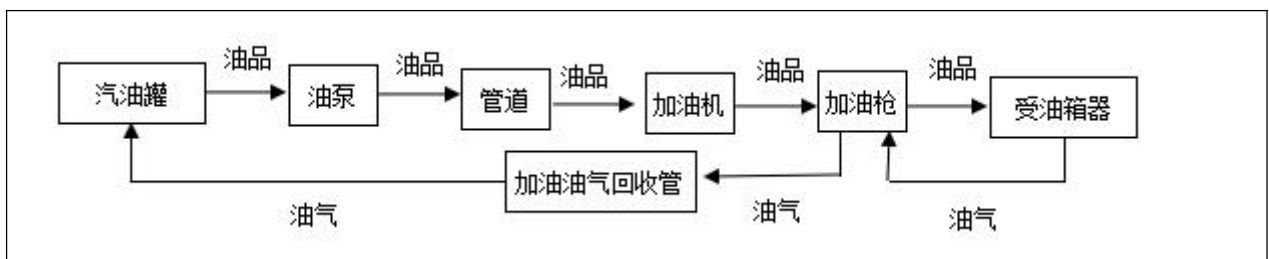 油品
油品
油品
油品
油品
汽油罐
油泵
管道
加油机
加油枪
受油箱器
加油油气回收管
油气
油气
油气